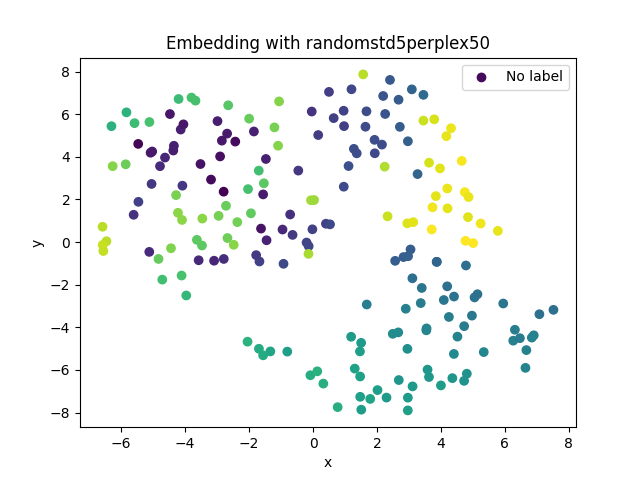 Embedding with randomstd5perplex50
No label
8
6
4
2
0
−2
−4
−6
−8
y
−6 −4 −2 0 2 4 6 8
x